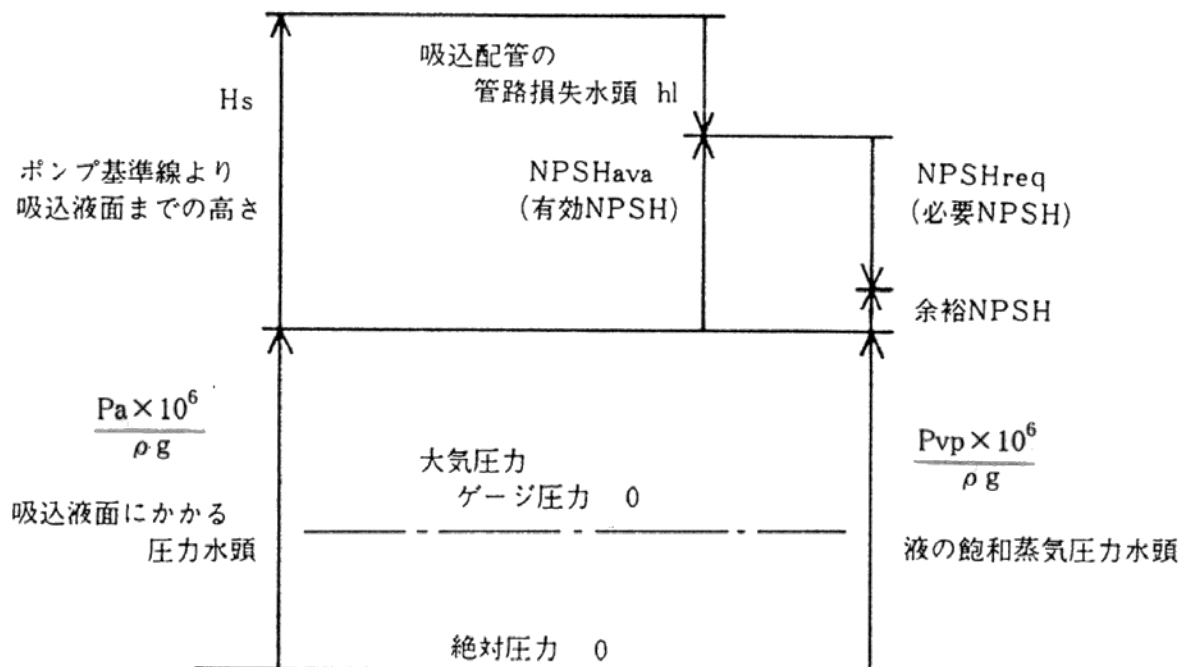 吸込配管の
管路損失水頭 hl
Hs
ポンプ基準線より
吸込液面までの高さ
NPSHava
(有効NPSH)
NPSHreq
(必要NPSH)
余裕NPSH
Pa×10⁶
ρg
吸込液面にかかる
圧力水頭
大気圧力
ゲージ圧力 0
Pvp×10⁶
ρg
液の飽和蒸気圧力水頭
絶対圧力 0